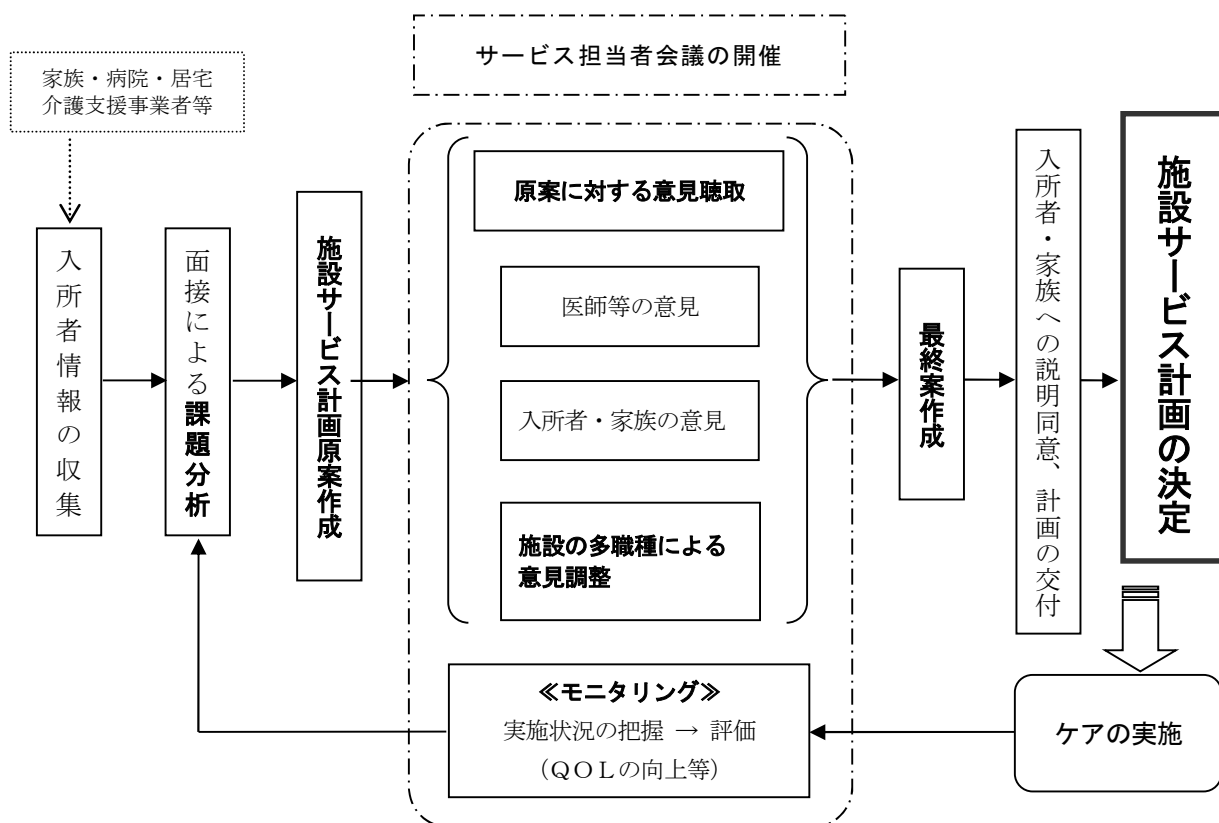 サービス担当者会議の開催
家族・病院・居宅
介護支援事業者等
入所者情報の収集
面接による課題分析
施設サービス計画原案作成
原案に対する意見聴取
医師等の意見
入所者・家族の意見
施設の多職種による
意見調整
最終案作成
入所者・家族への説明同意、計画の交付
施設サービス計画の決定
≪モニタリング≫
実施状況の把握 → 評価
(QOLの向上等)
ケアの実施